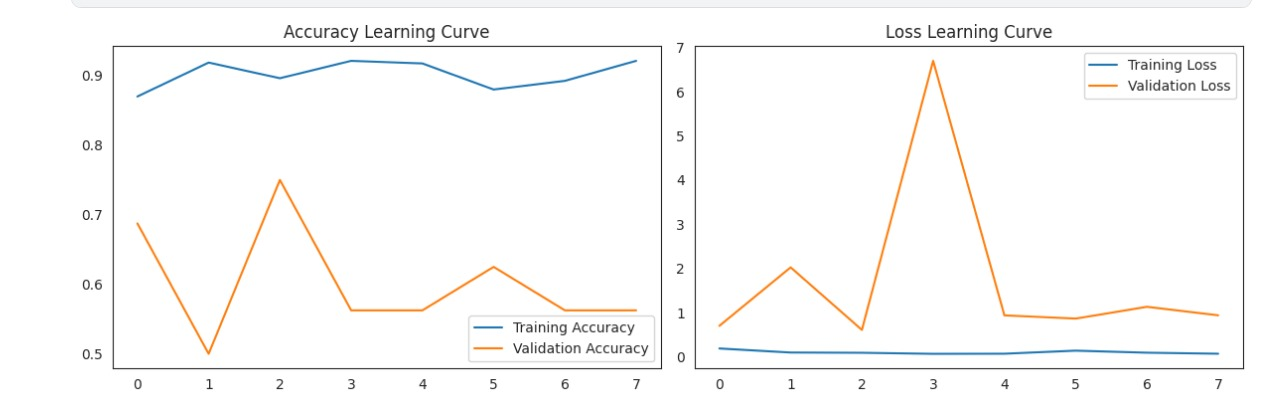 Accuracy Learning Curve
0.9
0.8
0.7
0.6
0.5
0 1 2 3 4 5 6 7
Training Accuracy
Validation Accuracy
Loss Learning Curve
7
6
5
4
3
2
1
0
0 1 2 3 4 5 6 7
Training Loss
Validation Loss